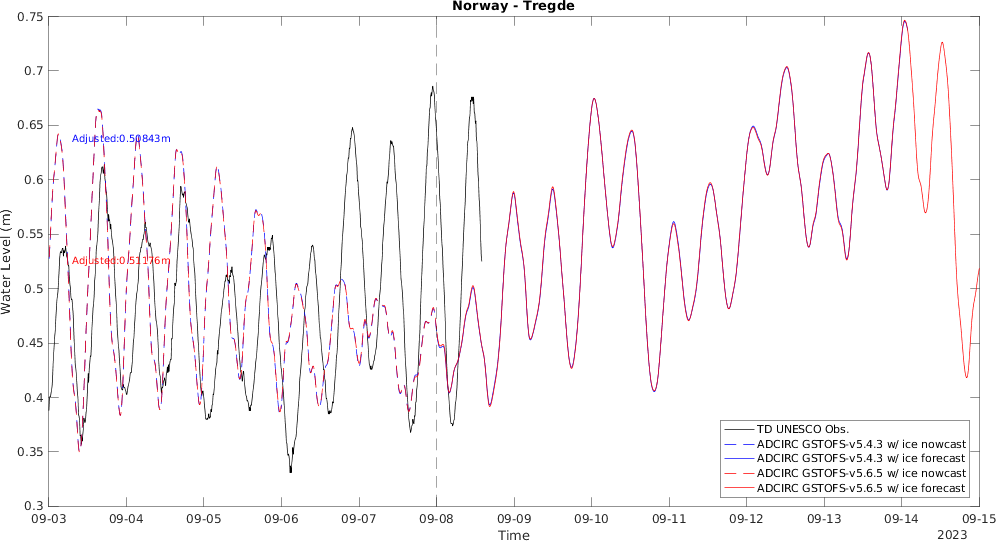 Norway - Tregde
0.75
0.7
0.65
0.6
0.55
0.5
0.45
0.4
0.35
0.3
Water Level (m)
Adjusted:0.50843m
Adjusted:0.51176m
TD UNESCO Obs.
ADCIRC GSTOFS-v5.4.3 w/ ice nowcast
ADCIRC GSTOFS-v5.4.3 w/ ice forecast
ADCIRC GSTOFS-v5.6.5 w/ ice nowcast
ADCIRC GSTOFS-v5.6.5 w/ ice forecast
09-03 09-04 09-05 09-06 09-07 09-08 09-09 09-10 09-11 09-12 09-13 09-14 09-15
Time
2023